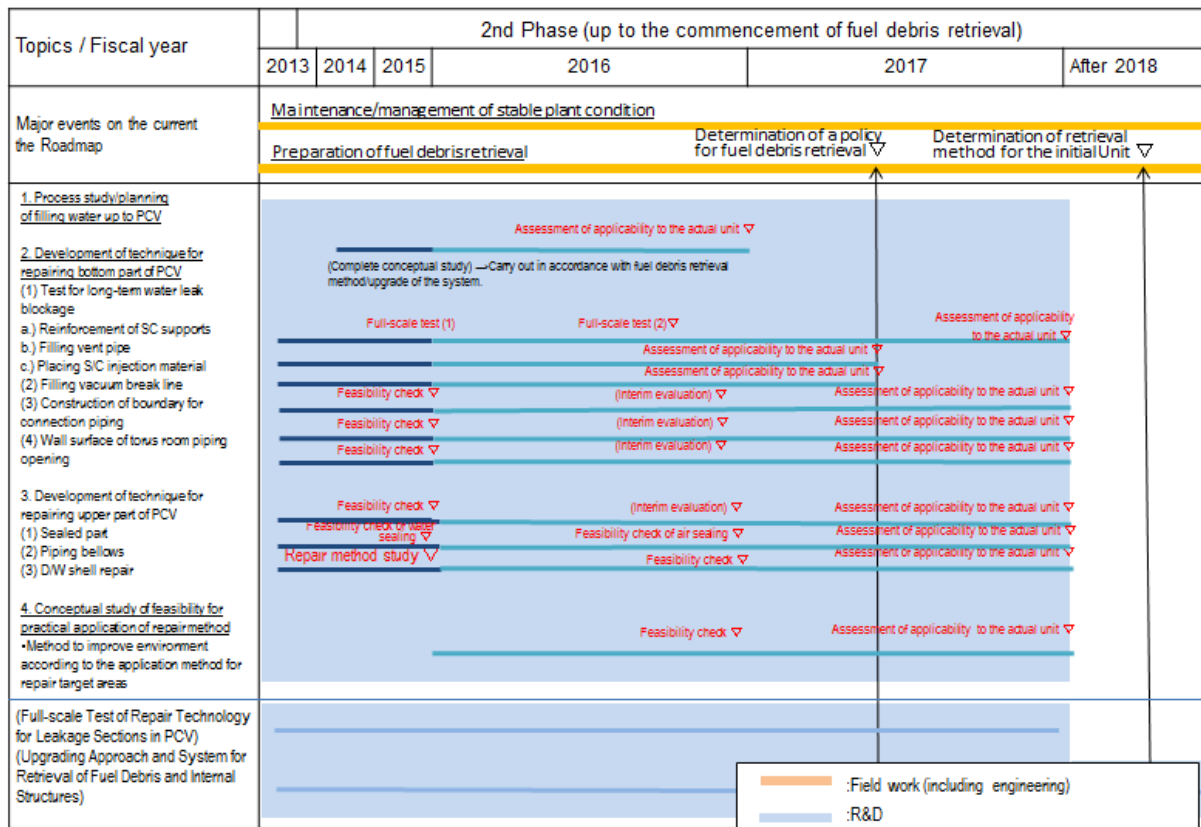 Topics / Fiscal year
2nd Phase (up to the commencement of fuel debris retrieval)
2013
2014
2015
2016
2017
After 2018
Major events on the current
the Roadmap
Maintenance/management of stable plant condition
Preparation of fuel debris retrieval
Determination of a policy
for fuel debris retrieval ▽
Determination of retrieval
method for the initial Unit ▽
1. Process study/planning
of filling water up to PCV
2. Development of technique for
repairing bottom part of PCV
(1) Test for long-term water leak
blockage
a.) Reinforcement of SC supports
b.) Filling vent pipe
c.) Placing S/C injection material
(2) Filling vacuum break line
(3) Construction of boundary for
connection piping
(4) Wall surface of torus room piping
opening
3. Development of technique for
repairing upper part of PCV
(1) Sealed part
(2) Piping bellows
(3) D/W shell repair
4. Conceptual study of feasibility for
practical application of repair method
•Method to improve environment
according to the application method for
repair target areas
Assessment of applicability to the actual unit ▽
(Complete conceptual study) →Carry out in accordance with fuel debris retrieval
method/upgrade of the system.
Full-scale test (1)
Full-scale test (2) ▽
Assessment of applicability
to the actual unit ▽
Assessment of applicability to the actual unit ▽
Assessment of applicability to the actual unit ▽
Feasibility check ▽
(Interim evaluation) ▽
Assessment of applicability to the actual unit ▽
Feasibility check ▽
(Interim evaluation) ▽
Assessment of applicability to the actual unit ▽
Feasibility check ▽
(Interim evaluation) ▽
Assessment of applicability to the actual unit ▽
Feasibility check ▽
(Interim evaluation) ▽
Assessment of applicability to the actual unit ▽
Feasibility check of water
sealing ▽
Feasibility check of air sealing ▽
Assessment of applicability to the actual unit ▽
Repair method study ▽
Feasibility check ▽
Assessment of applicability to the actual unit ▽
Feasibility check ▽
Assessment of applicability to the actual unit ▽
(Full-scale Test of Repair Technology
for Leakage Sections in PCV)
(Upgrading Approach and System for
Retrieval of Fuel Debris and Internal
Structures)
:Field work (including engineering)
:R&D